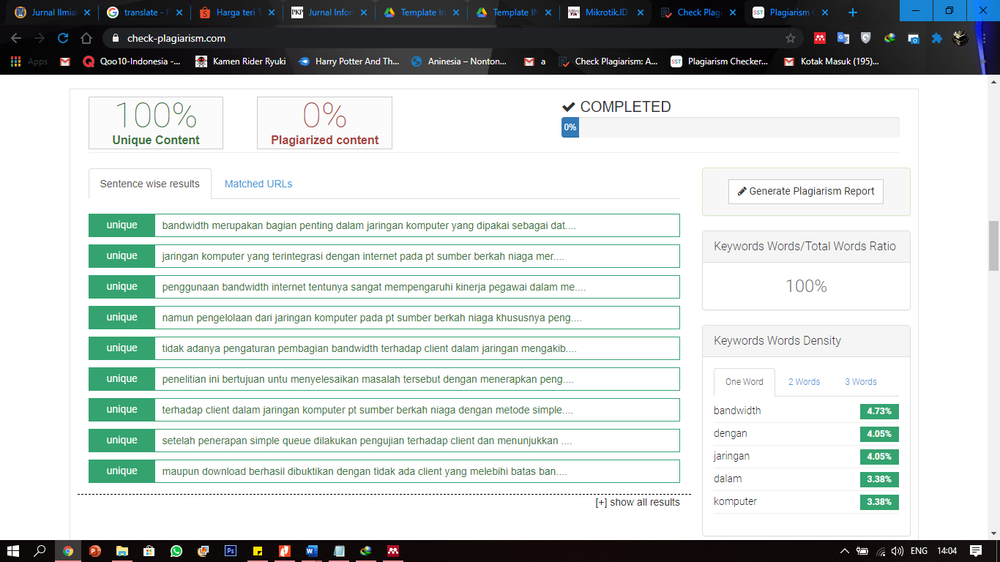 Jurnal Ilmia
translate - P
Harga teri T
Jurnal Infor
Template In
Template IN
Mikrotik.ID
Check Plag
Plagiarism C
check-plagiarism.com
Apps
Qoo10-Indonesia -...
Kamen Rider Ryuki
Harry Potter And Th...
Aninesia – Nonton...
a
Check Plagiarism: A...
Plagiarism Checker...
Kotak Masuk (195)...
100%
Unique Content
0%
Plagiarized content
COMPLETED
0%
Sentence wise results
Matched URLs
unique bandwidth merupakan bagian penting dalam jaringan komputer yang dipakai sebagai dat....
unique jaringan komputer yang terintegrasi dengan internet pada pt sumber berkah niaga mer....
unique penggunaan bandwidth internet tentunya sangat mempengaruhi kinerja pegawai dalam me....
unique namun pengelolaan dari jaringan komputer pada pt sumber berkah niaga khususnya peng....
unique tidak adanya pengaturan pembagian bandwidth terhadap client dalam jaringan mengakib....
unique penelitian ini bertujuan untu menyelesaikan masalah tersebut dengan menerapkan peng....
unique terhadap client dalam jaringan komputer pt sumber berkah niaga dengan metode simple....
unique setelah penerapan simple queue dilakukan pengujian terhadap client dan menunjukkan ....
unique maupun download berhasil dibuktikan dengan tidak ada client yang melebihi batas ban....
[+] show all results
Generate Plagiarism Report
Keywords Words/Total Words Ratio
100%
Keywords Words Density
One Word
2 Words
3 Words
bandwidth 4.73%
dengan 4.05%
jaringan 4.05%
dalam 3.38%
komputer 3.38%
ENG
14:04